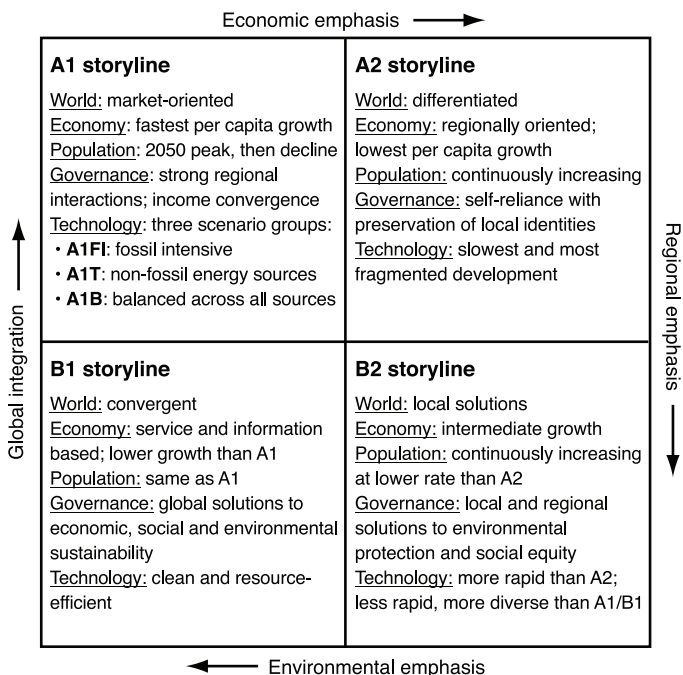 Economic emphasis
A1 storyline
World: market-oriented
Economy: fastest per capita growth
Population: 2050 peak, then decline
Governance: strong regional
interactions; income convergence
Technology: three scenario groups:
• A1FI: fossil intensive
• A1T: non-fossil energy sources
• A1B: balanced across all sources
A2 storyline
World: differentiated
Economy: regionally oriented;
lowest per capita growth
Population: continuously increasing
Governance: self-reliance with
preservation of local identities
Technology: slowest and most
fragmented development
Global integration
Regional emphasis
B1 storyline
World: convergent
Economy: service and information
based; lower growth than A1
Population: same as A1
Governance: global solutions to
economic, social and environmental
sustainability
Technology: clean and resource-
efficient
B2 storyline
World: local solutions
Economy: intermediate growth
Population: continuously increasing
at lower rate than A2
Governance: local and regional
solutions to environmental
protection and social equity
Technology: more rapid than A2;
less rapid, more diverse than A1/B1
Environmental emphasis